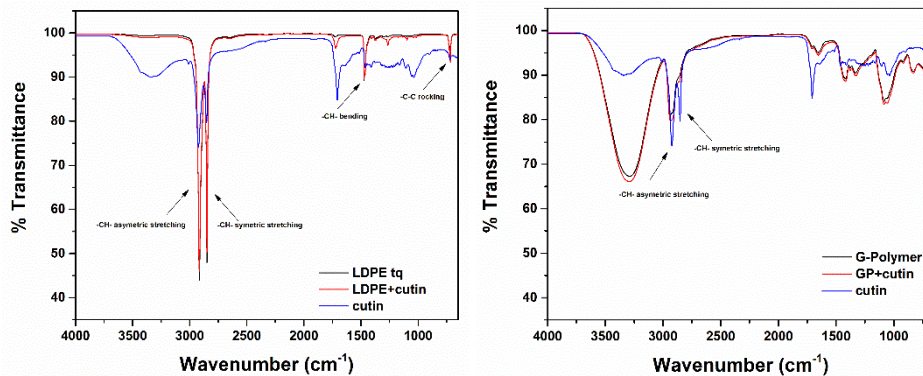 % Transmittance
100
90
80
70
60
50
40
-CH- bending
-C-C rocking
-CH- asymetric stretching
-CH- symetric stretching
LDPE tq
LDPE+cutin
cutin
4000 3500 3000 2500 2000 1500 1000
Wavenumber (cm-1)
% Transmittance
100
90
80
70
60
50
40
-CH- symetric stretching
-CH- asymetric stretching
G-Polymer
GP+cutin
cutin
4000 3500 3000 2500 2000 1500 1000
Wavenumber (cm-1)